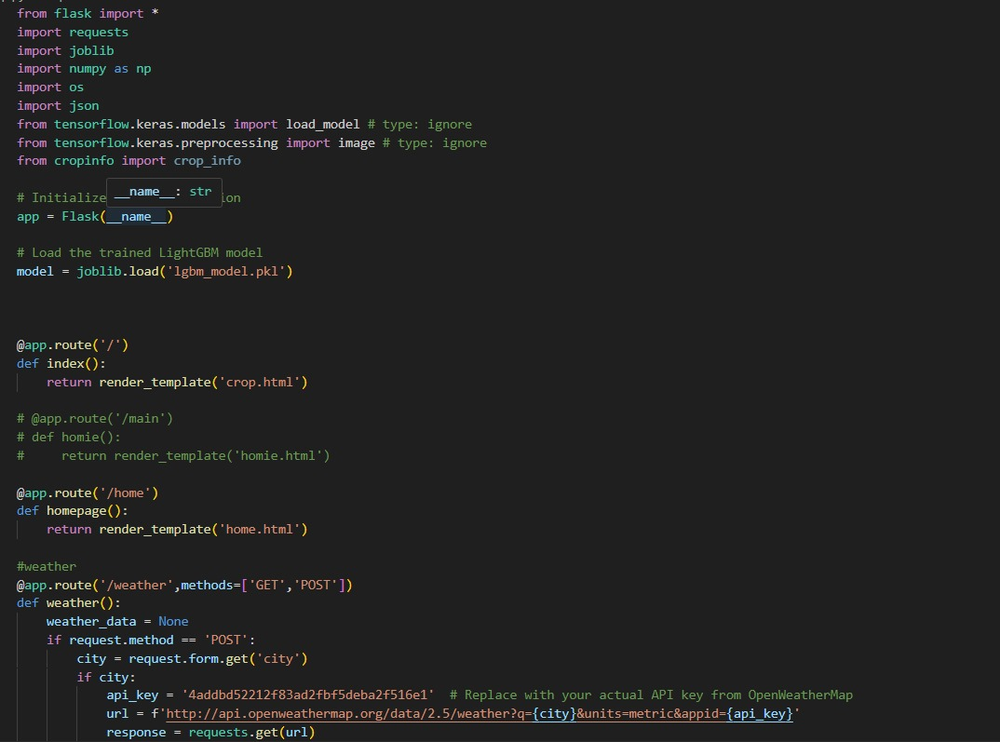 from flask import *
import requests
import joblib
import numpy as np
import os
import json
from tensorflow.keras.models import load_model # type: ignore
from tensorflow.keras.preprocessing import image # type: ignore
from cropinfo import crop_info
__name__: str
# Initialize ion
app = Flask(__name__)
# Load the trained LightGBM model
model = joblib.load('lgbm_model.pkl')
@app.route('/')
def index():
    return render_template('crop.html')
# @app.route('/main')
# def homie():
#     return render_template('homie.html')
@app.route('/home')
def homepage():
    return render_template('home.html')
#weather
@app.route('/weather',methods=['GET','POST'])
def weather():
    weather_data = None
    if request.method == 'POST':
        city = request.form.get('city')
        if city:
            api_key = '4addbd52212f83ad2fbf5deba2f516e1'  # Replace with your actual API key from OpenWeatherMap
            url = f'http://api.openweathermap.org/data/2.5/weather?q={city}&units=metric&appid={api_key}'
            response = requests.get(url)